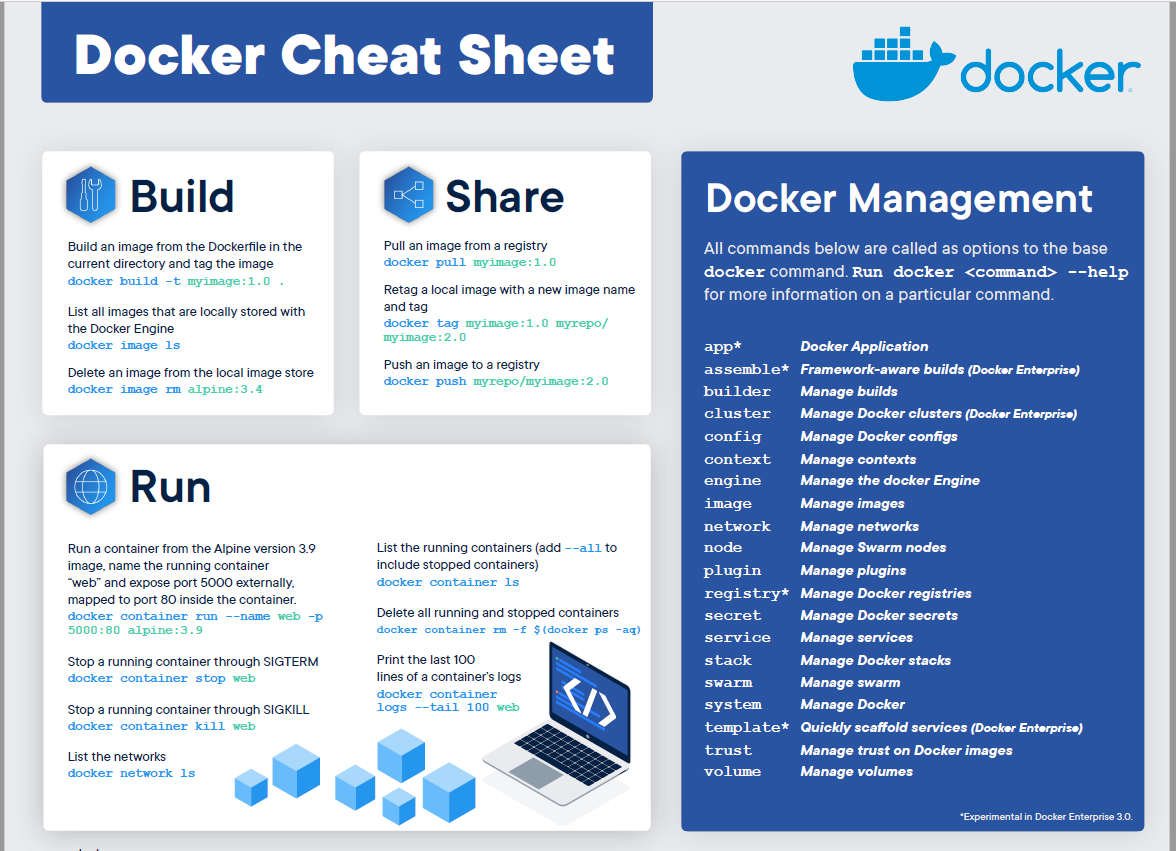 Docker Cheat Sheet
docker
Build
Build an image from the Dockerfile in the
current directory and tag the image
docker build -t myimage:1.0 .
List all images that are locally stored with
the Docker Engine
docker image ls
Delete an image from the local image store
docker image rm alpine:3.4
Share
Pull an image from a registry
docker pull myimage:1.0
Retag a local image with a new image name
and tag
docker tag myimage:1.0 myrepo/
myimage:2.0
Push an image to a registry
docker push myrepo/myimage:2.0
Run
Run a container from the Alpine version 3.9
image, name the running container
“web” and expose port 5000 externally,
mapped to port 80 inside the container.
docker container run --name web -p
5000:80 alpine:3.9
Stop a running container through SIGTERM
docker container stop web
Stop a running container through SIGKILL
docker container kill web
List the networks
docker network ls
List the running containers (add --all to
include stopped containers)
docker container ls
Delete all running and stopped containers
docker container rm -f $(docker ps -aq)
Print the last 100
lines of a container’s logs
docker container
logs --tail 100 web
</>
Docker Management
All commands below are called as options to the base
docker command. Run docker <command> --help
for more information on a particular command.
app* Docker Application
assemble* Framework-aware builds (Docker Enterprise)
builder Manage builds
cluster Manage Docker clusters (Docker Enterprise)
config Manage Docker configs
context Manage contexts
engine Manage the docker Engine
image Manage images
network Manage networks
node Manage Swarm nodes
plugin Manage plugins
registry* Manage Docker registries
secret Manage Docker secrets
service Manage services
stack Manage Docker stacks
swarm Manage swarm
system Manage Docker
template* Quickly scaffold services (Docker Enterprise)
trust Manage trust on Docker images
volume Manage volumes
*Experimental in Docker Enterprise 3.0.